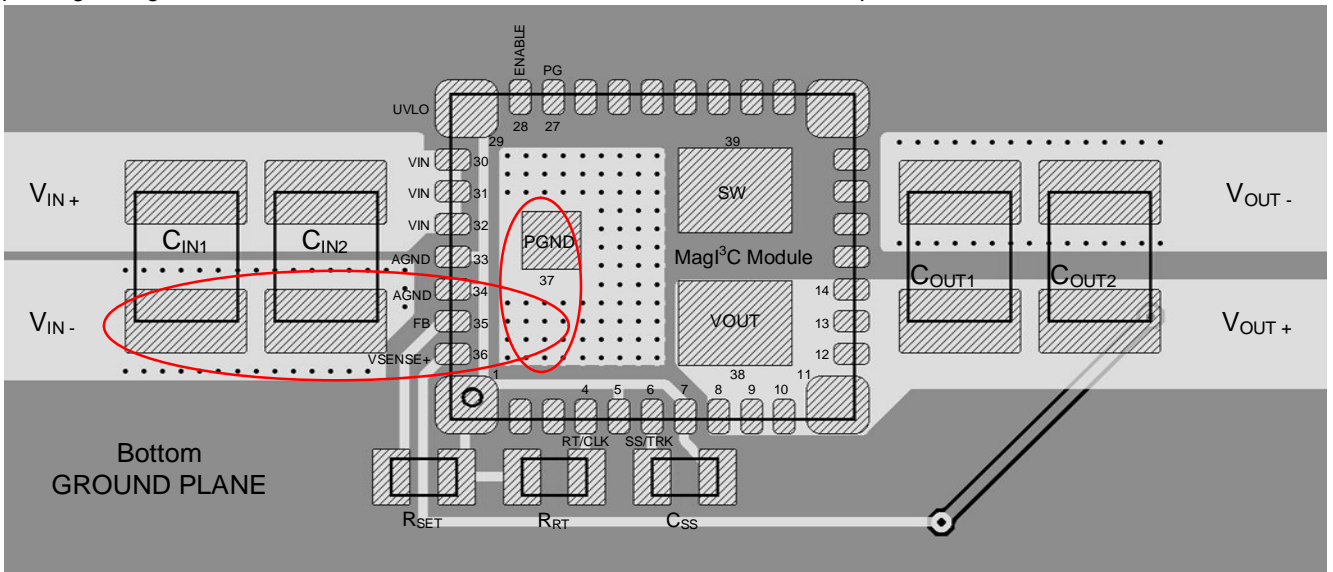 ENABLE
PG
UVLO
28
27
29
39
VIN
30
VIN
31
VIN
32
AGND
33
AGND
34
FB
35
VSENSE+
36
1
VIN +
CIN1
CIN2
VIN -
PGND
37
SW
MagI³C Module
VOUT
38
14
13
12
11
COUT1
COUT2
VOUT -
VOUT +
4
5
6
7
8
9
10
RT/CLK
SS/TRK
RSET
RRT
CSS
Bottom
GROUND PLANE